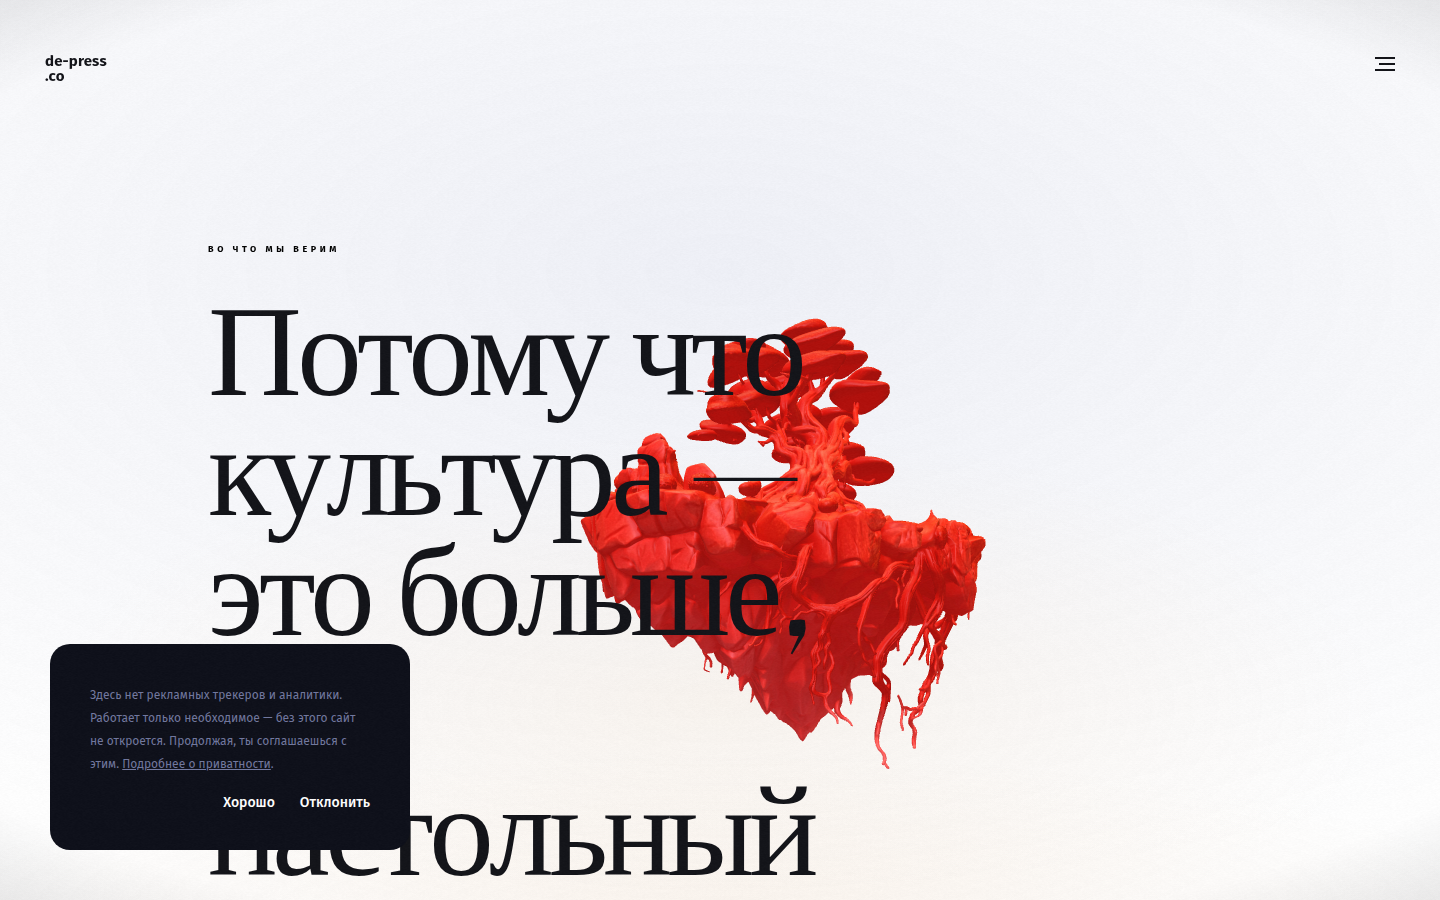 de-press
.co
ВО ЧТО МЫ ВЕРИМ
Потому что
культура —
это больше,
настольный
Здесь нет рекламных трекеров и аналитики.
Работает только необходимое — без этого сайт
не откроется. Продолжая, ты соглашаешься с
этим. Подробнее о приватности.
Хорошо Отклонить